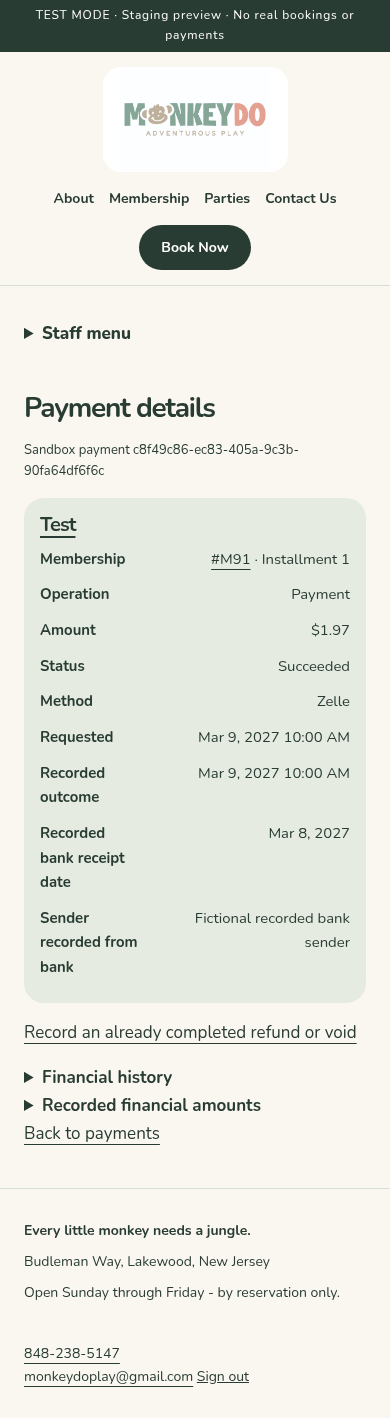 TEST MODE · Staging preview · No real bookings or
payments
MONKEYDO
ADVENTUROUS PLAY
About Membership Parties Contact Us
Book Now
Staff menu
Payment details
Sandbox payment c8f49c86-ec83-405a-9c3b-
90fa64df6f6c
Test
Membership #M91 · Installment 1
Operation Payment
Amount $1.97
Status Succeeded
Method Zelle
Requested Mar 9, 2027 10:00 AM
Recorded Mar 9, 2027 10:00 AM
outcome
Recorded Mar 8, 2027
bank receipt
date
Sender Fictional recorded bank
recorded from sender
bank
Record an already completed refund or void
Financial history
Recorded financial amounts
Back to payments
Every little monkey needs a jungle.
Budleman Way, Lakewood, New Jersey
Open Sunday through Friday - by reservation only.
848-238-5147
monkeydoplay@gmail.com Sign out